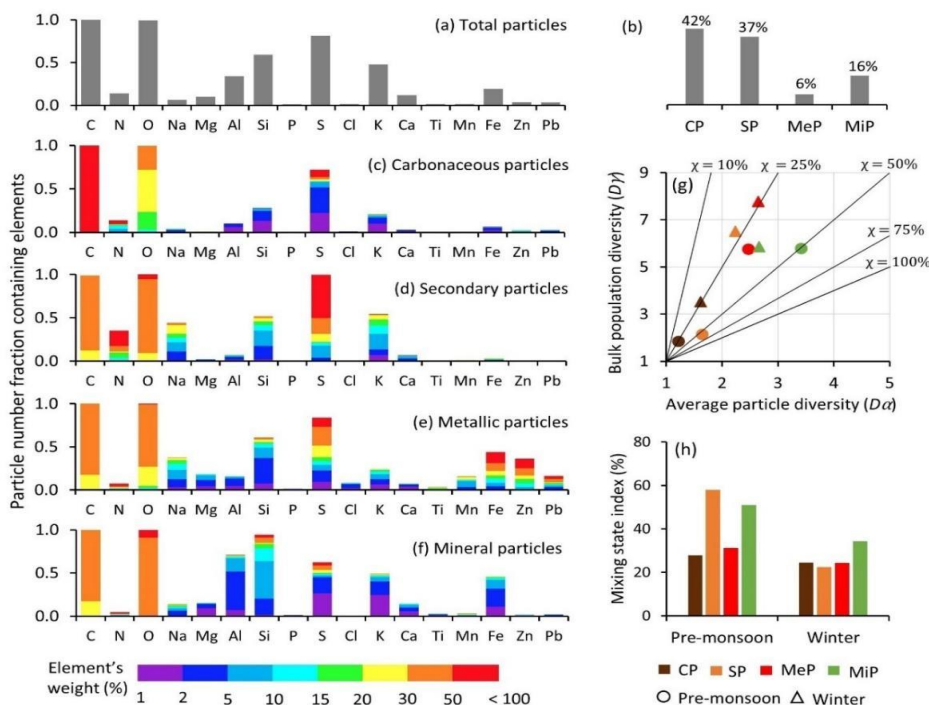 Particle number fraction containing elements
(a) Total particles
1.0
0.5
0.0
C N O Na Mg Al Si P S Cl K Ca Ti Mn Fe Zn Pb
(b)
42% 37% 6% 16%
CP SP MeP MiP
(c) Carbonaceous particles
1.0
0.5
0.0
C N O Na Mg Al Si P S Cl K Ca Ti Mn Fe Zn Pb
(d) Secondary particles
1.0
0.5
0.0
C N O Na Mg Al Si P S Cl K Ca Ti Mn Fe Zn Pb
(e) Metallic particles
1.0
0.5
0.0
C N O Na Mg Al Si P S Cl K Ca Ti Mn Fe Zn Pb
(f) Mineral particles
1.0
0.5
0.0
C N O Na Mg Al Si P S Cl K Ca Ti Mn Fe Zn Pb
Element's
weight (%)
1 2 5 10 15 20 30 50 < 100
(g)
χ = 10%
χ = 25%
χ = 50%
χ = 75%
χ = 100%
Bulk population diversity (Dγ)
9
7
5
3
1
1 2 3 4 5
Average particle diversity (Dα)
(h)
Mixing state index (%)
80
60
40
20
0
Pre-monsoon Winter
CP SP MeP MiP
Pre-monsoon Winter